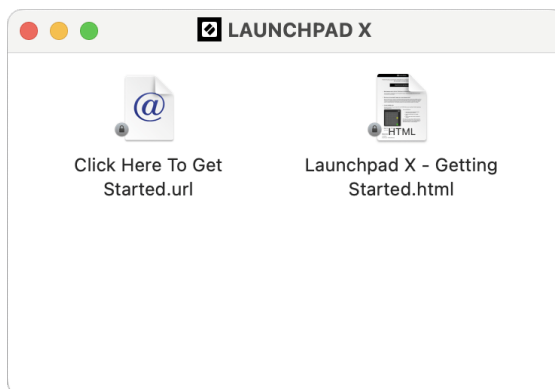 LAUNCHPAD X
@
HTML
Click Here To Get
Started.url
Launchpad X - Getting
Started.html